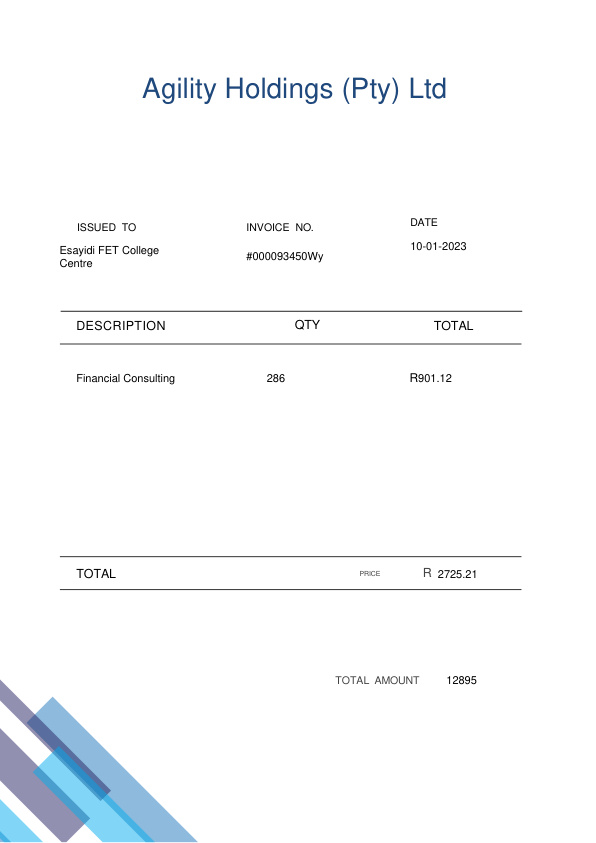 Agility Holdings (Pty) Ltd
ISSUED TO
Esayidi FET College
Centre
INVOICE NO.
#000093450Wy
DATE
10-01-2023
DESCRIPTION QTY TOTAL
Financial Consulting 286 R901.12
TOTAL PRICE R 2725.21
TOTAL AMOUNT 12895